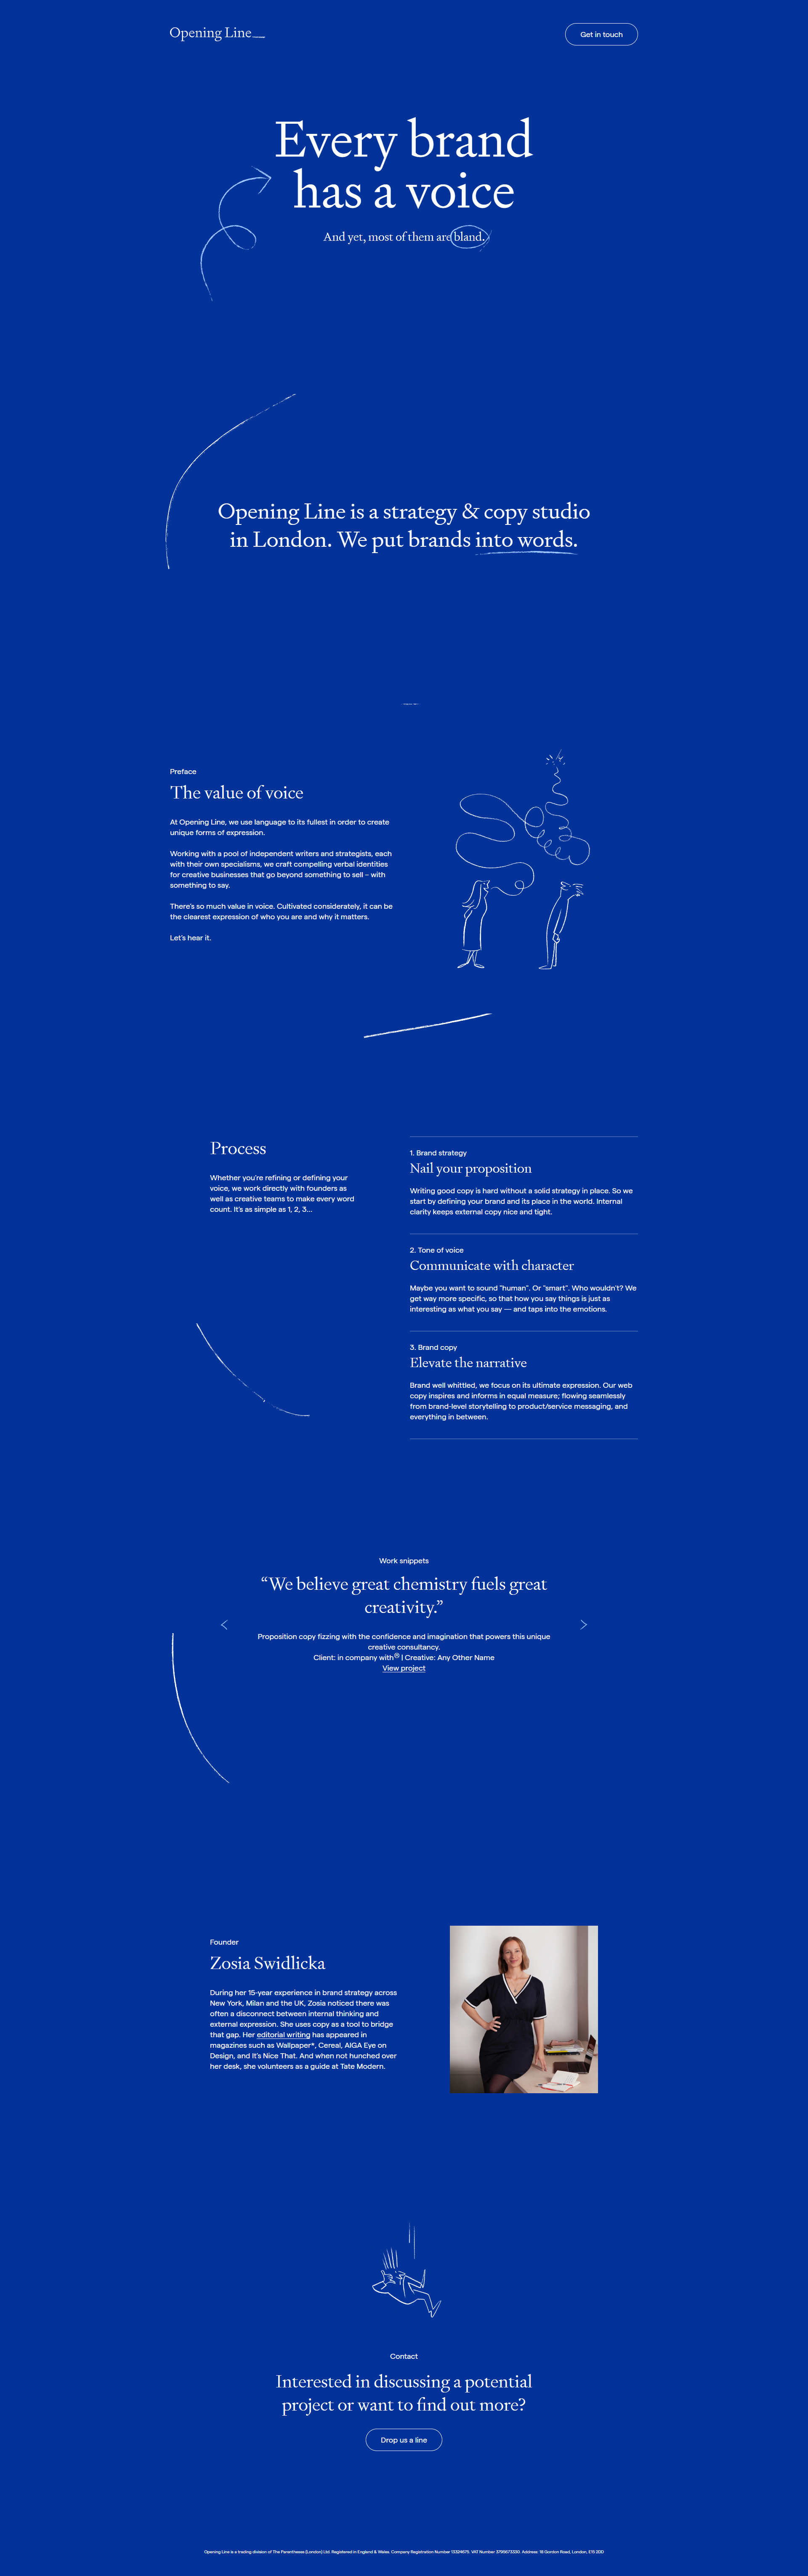 Opening Line
Get in touch
Every brand
has a voice
And yet, most of them are bland.
Opening Line is a strategy & copy studio
in London. We put brands into words.
Preface
The value of voice
At Opening Line, we use language to its fullest in order to create
unique forms of expression.
Working with a pool of independent writers and strategists, each
with their own specialisms, we craft compelling verbal identities
for creative businesses that go beyond something to sell – with
something to say.
There's so much value in voice. Cultivated considerately, it can be
the clearest expression of who you are and why it matters.
Let's hear it.
Process
Whether you're refining or defining your
voice, we work directly with founders as
well as creative teams to make every word
count. It's as simple as 1, 2, 3...
1. Brand strategy
Nail your proposition
Writing good copy is hard without a solid strategy in place. So we
start by defining your brand and its place in the world. Internal
clarity keeps external copy nice and tight.
2. Tone of voice
Communicate with character
Maybe you want to sound "human". Or "smart". Who wouldn't? We
get way more specific, so that how you say things is just as
interesting as what you say — and taps into the emotions.
3. Brand copy
Elevate the narrative
Brand well whittled, we focus on its ultimate expression. Our web
copy inspires and informs in equal measure; flowing seamlessly
from brand-level storytelling to product/service messaging, and
everything in between.
Work snippets
“We believe great chemistry fuels great
creativity.”
Proposition copy fizzing with the confidence and imagination that powers this unique
creative consultancy.
Client: in company with® | Creative: Any Other Name
View project
Founder
Zosia Swidlicka
During her 15-year experience in brand strategy across
New York, Milan and the UK, Zosia noticed there was
often a disconnect between internal thinking and
external expression. She uses copy as a tool to bridge
that gap. Her editorial writing has appeared in
magazines such as Wallpaper*, Cereal, AIGA Eye on
Design, and It's Nice That. And when not hunched over
her desk, she volunteers as a guide at Tate Modern.
Contact
Interested in discussing a potential
project or want to find out more?
Drop us a line
Opening Line is a trading division of The Parentheses (London) Ltd. Registered in England & Wales. Company Registration Number 13324675. VAT Number 379567333​0. Address: 18 Gordon Road, London, E15 2DD